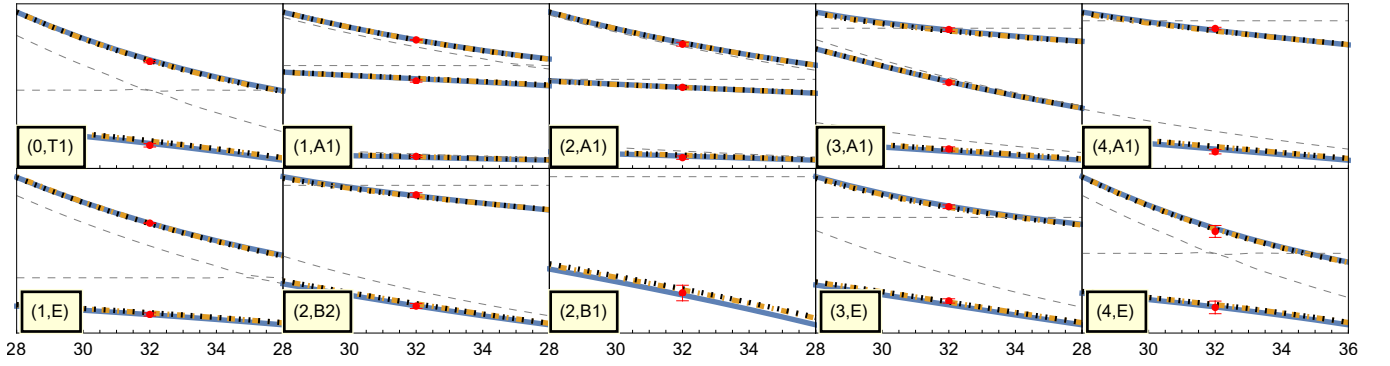 (0,T1)
(1,A1)
(2,A1)
(3,A1)
(4,A1)
(1,E)
(2,B2)
(2,B1)
(3,E)
(4,E)
28 30 32 34 28 30 32 34 28 30 32 34 28 30 32 34 28 30 32 34 36